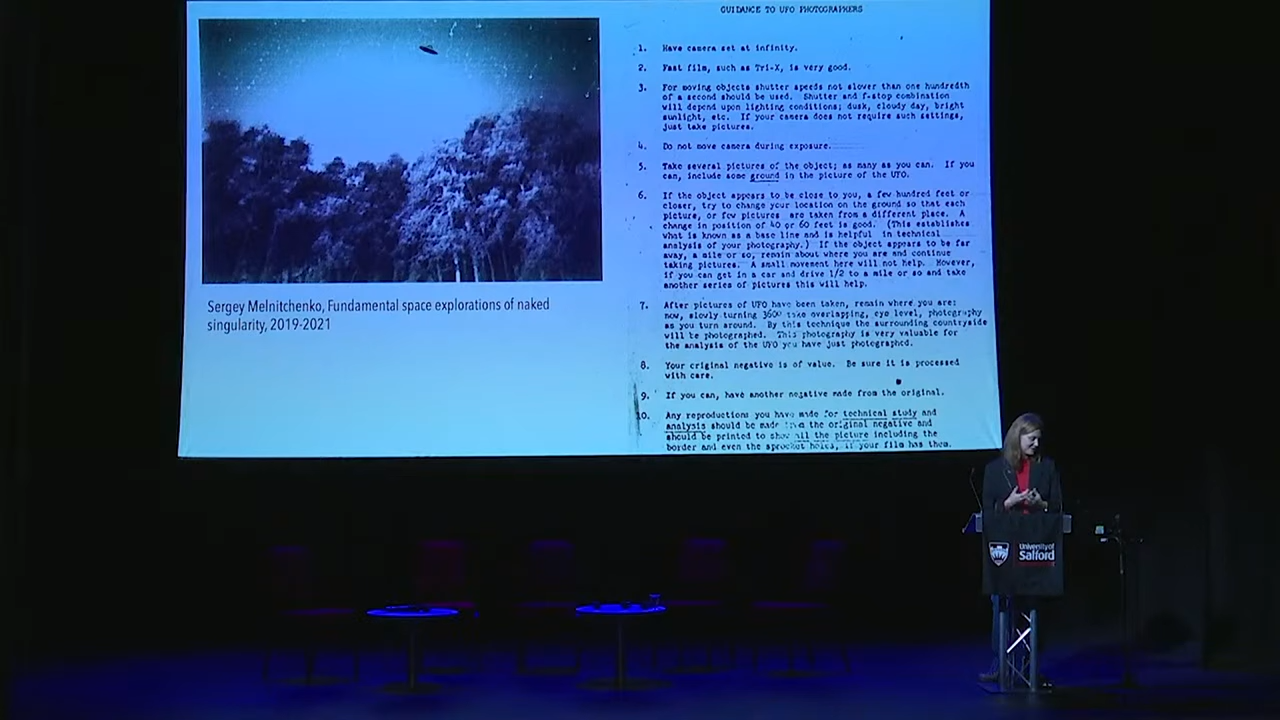 GUIDANCE TO UFO PHOTOGRAPHERS
1. Have camera set at infinity.
2. Fast film, such as Tri-X, is very good.
3. For moving objects shutter speeds not slower than one hundredth
of a second should be used. Shutter and f-stop combination
will depend upon lighting conditions; dusk, cloudy day, bright
sunlight, etc. If your camera does not require such settings,
just take pictures.
4. Do not move camera during exposure.
5. Take several pictures of the object; as many as you can. If you
can, include some ground in the picture of the UFO.
6. If the object appears to be close to you, a few hundred feet or
closer, try to change your location on the ground so that each
picture, or few pictures are taken from a different place. A
change in position of 40 or 60 feet is good. (This establishes
what is known as a base line and is helpful in technical
analysis of your photography.) If the object appears to be far
away, a mile or so, remain about where you are and continue
taking pictures. A small movement here will not help. However,
if you can get in a car and drive 1/2 to a mile or so and take
another series of pictures this will help.
7. After pictures of UFO have been taken, remain where you are:
now, slowly turning 360o take overlapping, eye level, photography
as you turn around. By this technique the surrounding countryside
will be photographed. This photography is very valuable for
the analysis of the UFO you have just photographed.
8. Your original negative is of value. Be sure it is processed
with care.
9. If you can, have another negative made from the original.
10. Any reproductions you have made for technical study and
analysis should be made from the original negative and
should be printed to show all the picture including the
border and even the sprocket holes, if your film has them.
Sergey Melnitchenko, Fundamental space explorations of naked
singularity, 2019-2021
University of
Salford